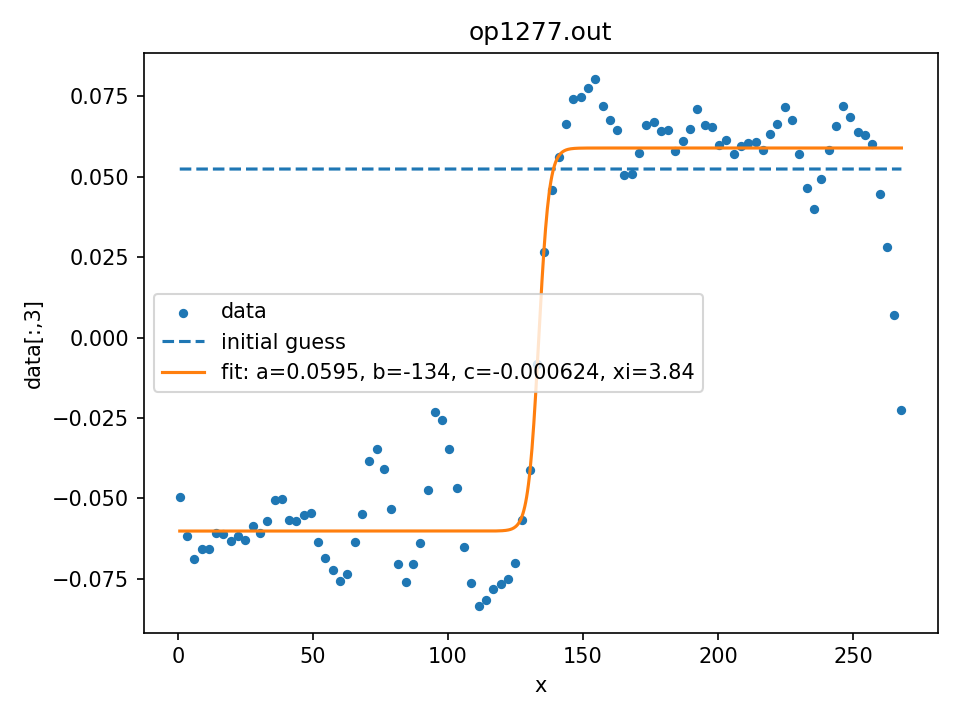 op1277.out
0.075
0.050
0.025
0.000
−0.025
−0.050
−0.075
data[:,3]
data
initial guess
fit: a=0.0595, b=-134, c=-0.000624, xi=3.84
0 50 100 150 200 250
x